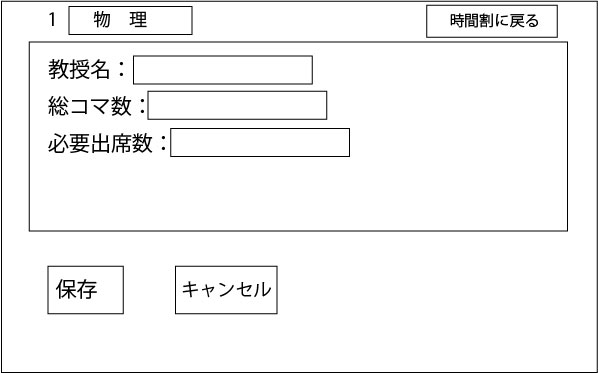 1 物　理 時間割に戻る
教授名：
総コマ数：
必要出席数：
保存 キャンセル